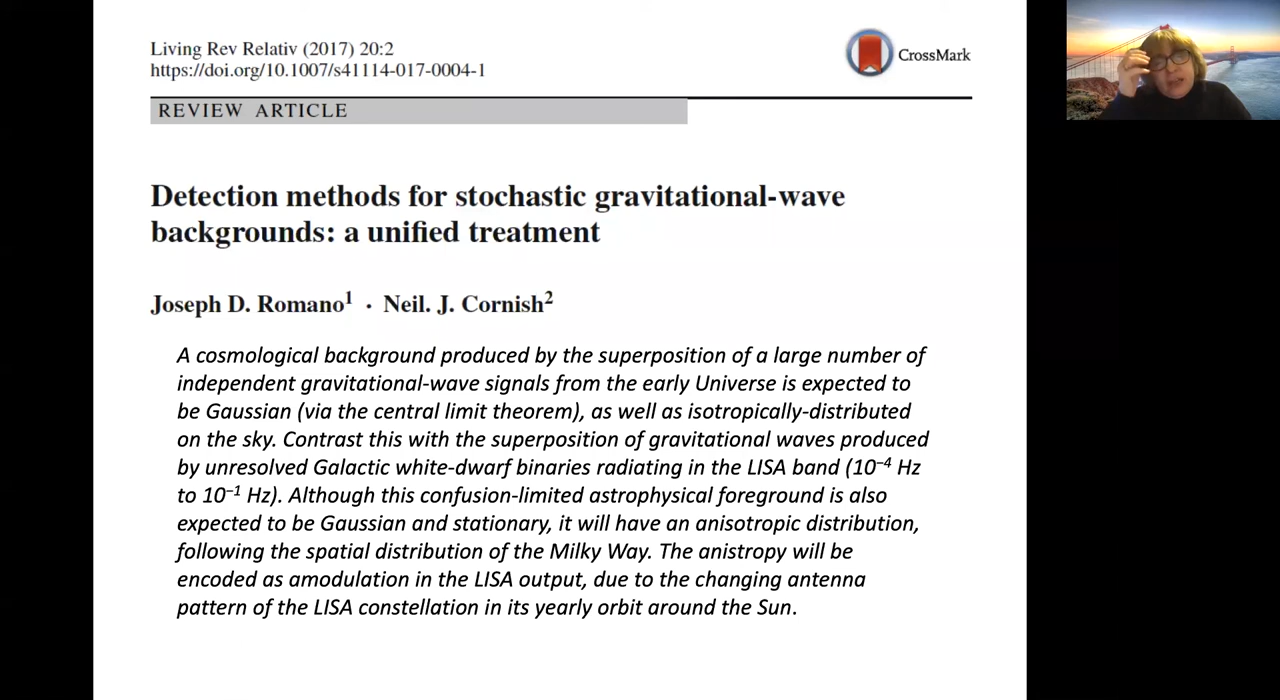 Living Rev Relativ (2017) 20:2
https://doi.org/10.1007/s41114-017-0004-1
CrossMark
REVIEW ARTICLE
Detection methods for stochastic gravitational-wave
backgrounds: a unified treatment
Joseph D. Romano¹ · Neil. J. Cornish²
A cosmological background produced by the superposition of a large number of
independent gravitational-wave signals from the early Universe is expected to
be Gaussian (via the central limit theorem), as well as isotropically-distributed
on the sky. Contrast this with the superposition of gravitational waves produced
by unresolved Galactic white-dwarf binaries radiating in the LISA band (10⁻⁴ Hz
to 10⁻¹ Hz). Although this confusion-limited astrophysical foreground is also
expected to be Gaussian and stationary, it will have an anisotropic distribution,
following the spatial distribution of the Milky Way. The anistropy will be
encoded as amodulation in the LISA output, due to the changing antenna
pattern of the LISA constellation in its yearly orbit around the Sun.